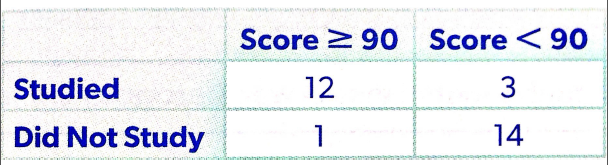 Score ≥ 90 Score < 90
Studied 12 3
Did Not Study 1 14